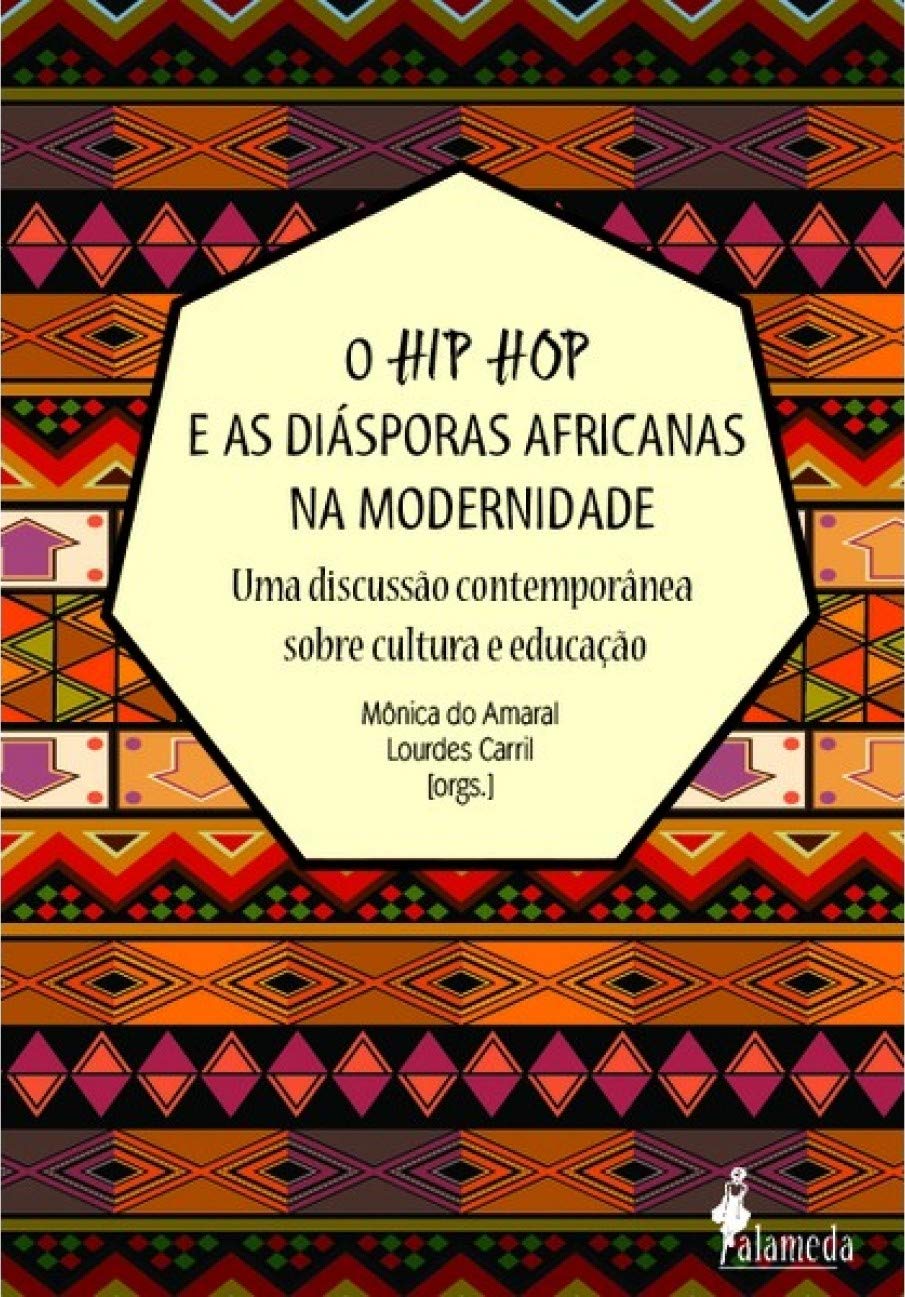 O HIP HOP
E AS DIÁSPORAS AFRICANAS
NA MODERNIDADE
Uma discussão contemporânea
sobre cultura e educação
Mônica do Amaral
Lourdes Carril
[orgs.]
alameda